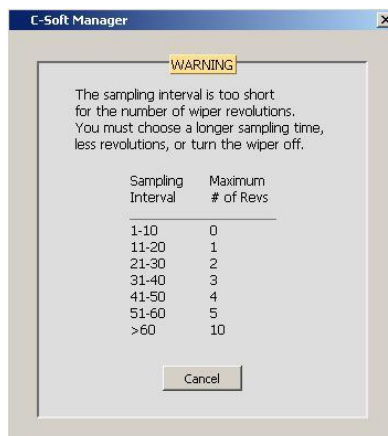 C-Soft Manager
WARNING
The sampling interval is too short
for the number of wiper revolutions.
You must choose a longer sampling time,
less revolutions, or turn the wiper off.
Sampling Maximum
Interval # of Revs
1-10 0
11-20 1
21-30 2
31-40 3
41-50 4
51-60 5
>60 10
Cancel